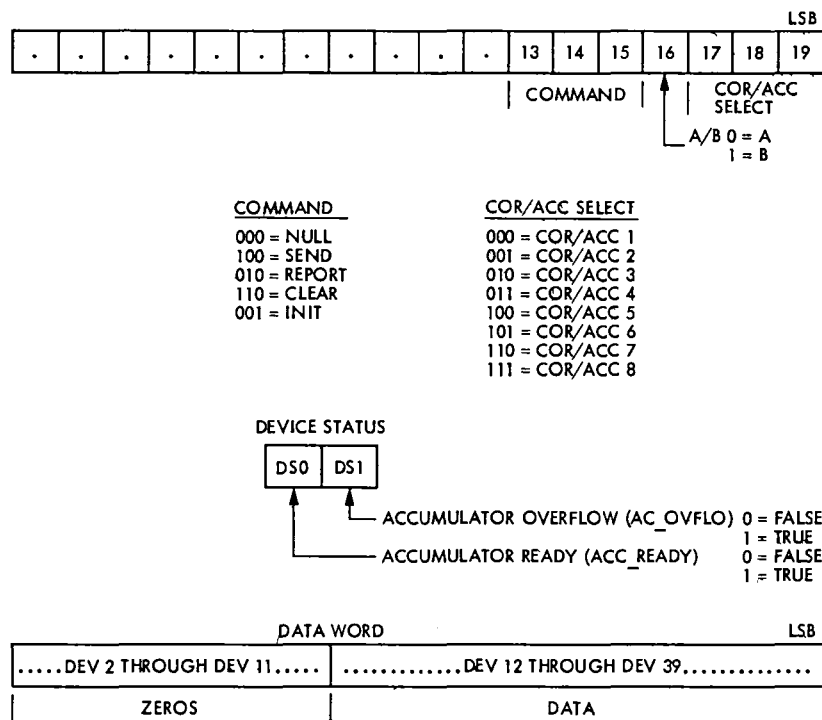 LSB
. . . . . . . . . 13 14 15 16 17 18 19
COMMAND
COR/ACC
SELECT
A/B 0 = A
1 = B
COMMAND
000 = NULL
100 = SEND
010 = REPORT
110 = CLEAR
001 = INIT
COR/ACC SELECT
000 = COR/ACC 1
001 = COR/ACC 2
010 = COR/ACC 3
011 = COR/ACC 4
100 = COR/ACC 5
101 = COR/ACC 6
110 = COR/ACC 7
111 = COR/ACC 8
DEVICE STATUS
DS0 DS1
ACCUMULATOR OVERFLOW (AC_OVFLO) 0 = FALSE
1 = TRUE
ACCUMULATOR READY (ACC_READY) 0 = FALSE
1 = TRUE
DATA WORD LSB
.....DEV 2 THROUGH DEV 11..... .............DEV 12 THROUGH DEV 39..............
ZEROS DATA